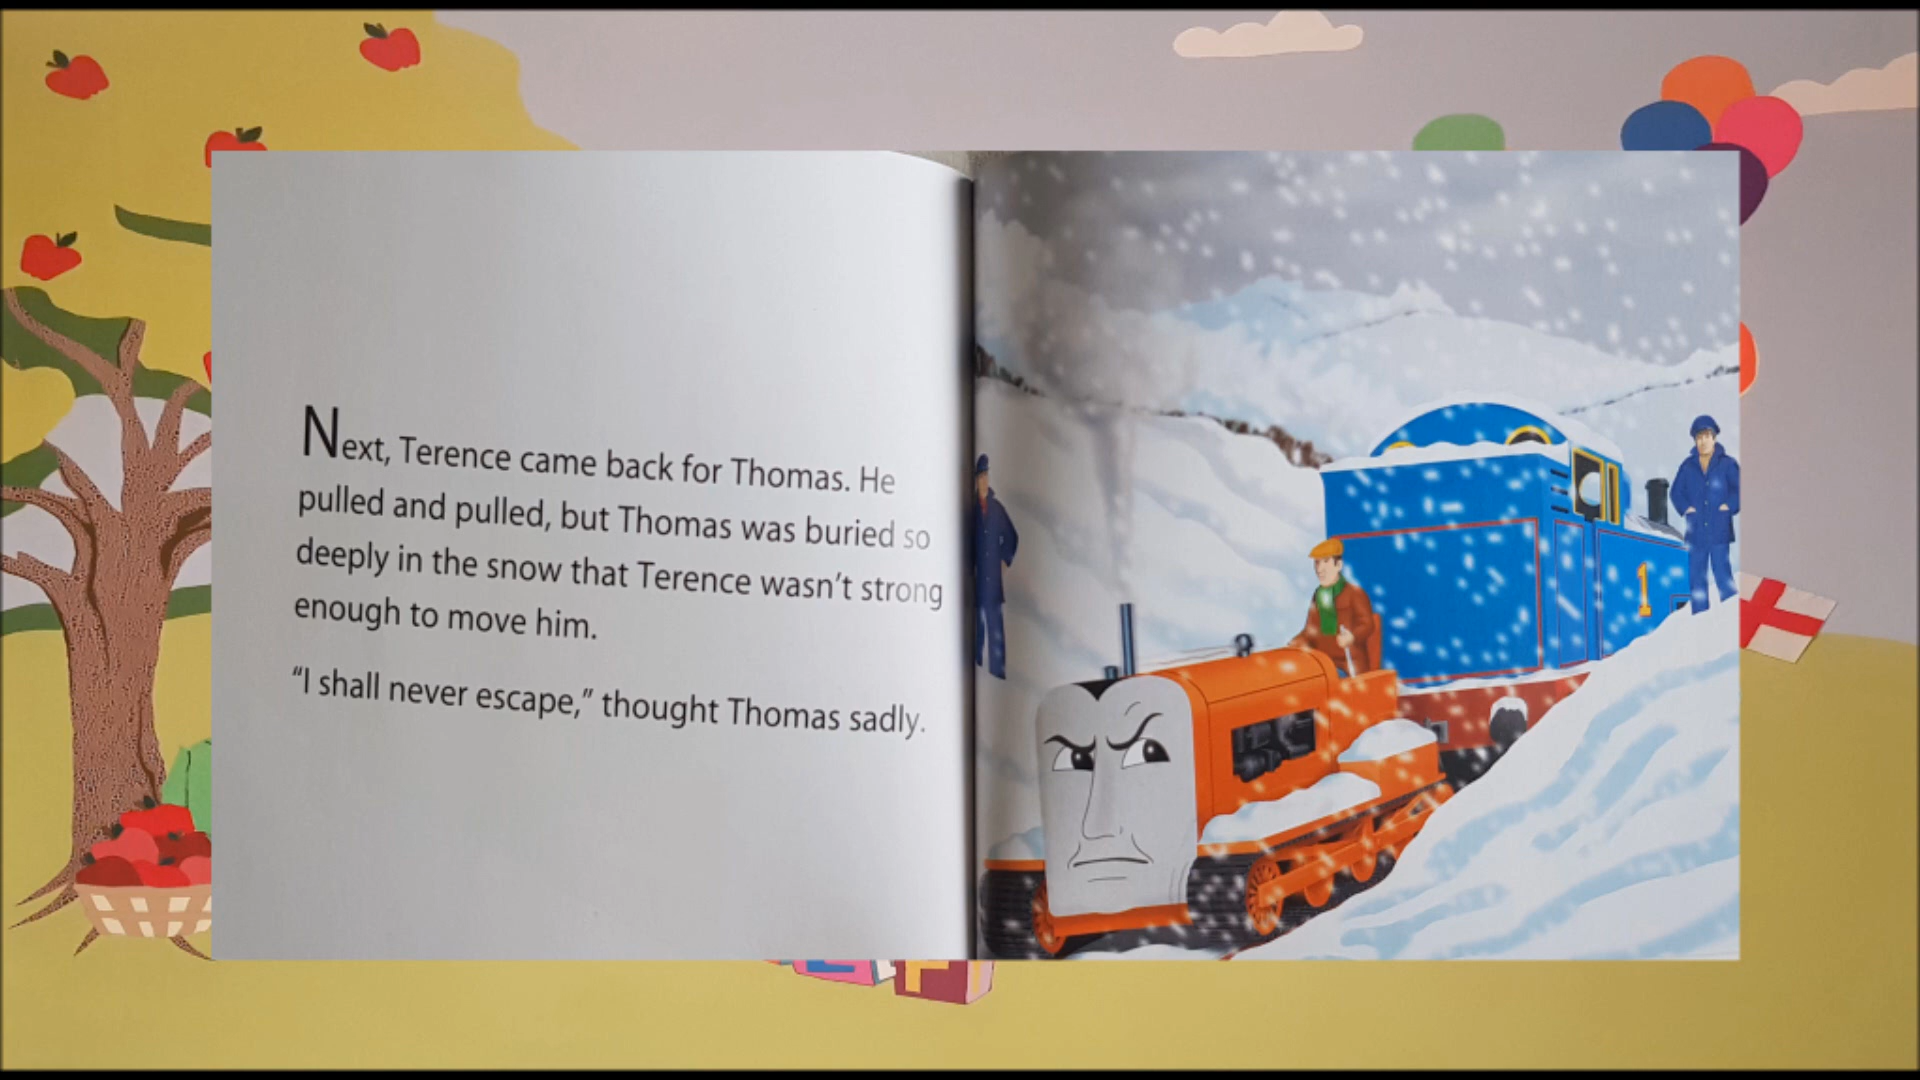 Next, Terence came back for Thomas. He
pulled and pulled, but Thomas was buried so
deeply in the snow that Terence wasn't strong
enough to move him.
“I shall never escape,” thought Thomas sadly.
1